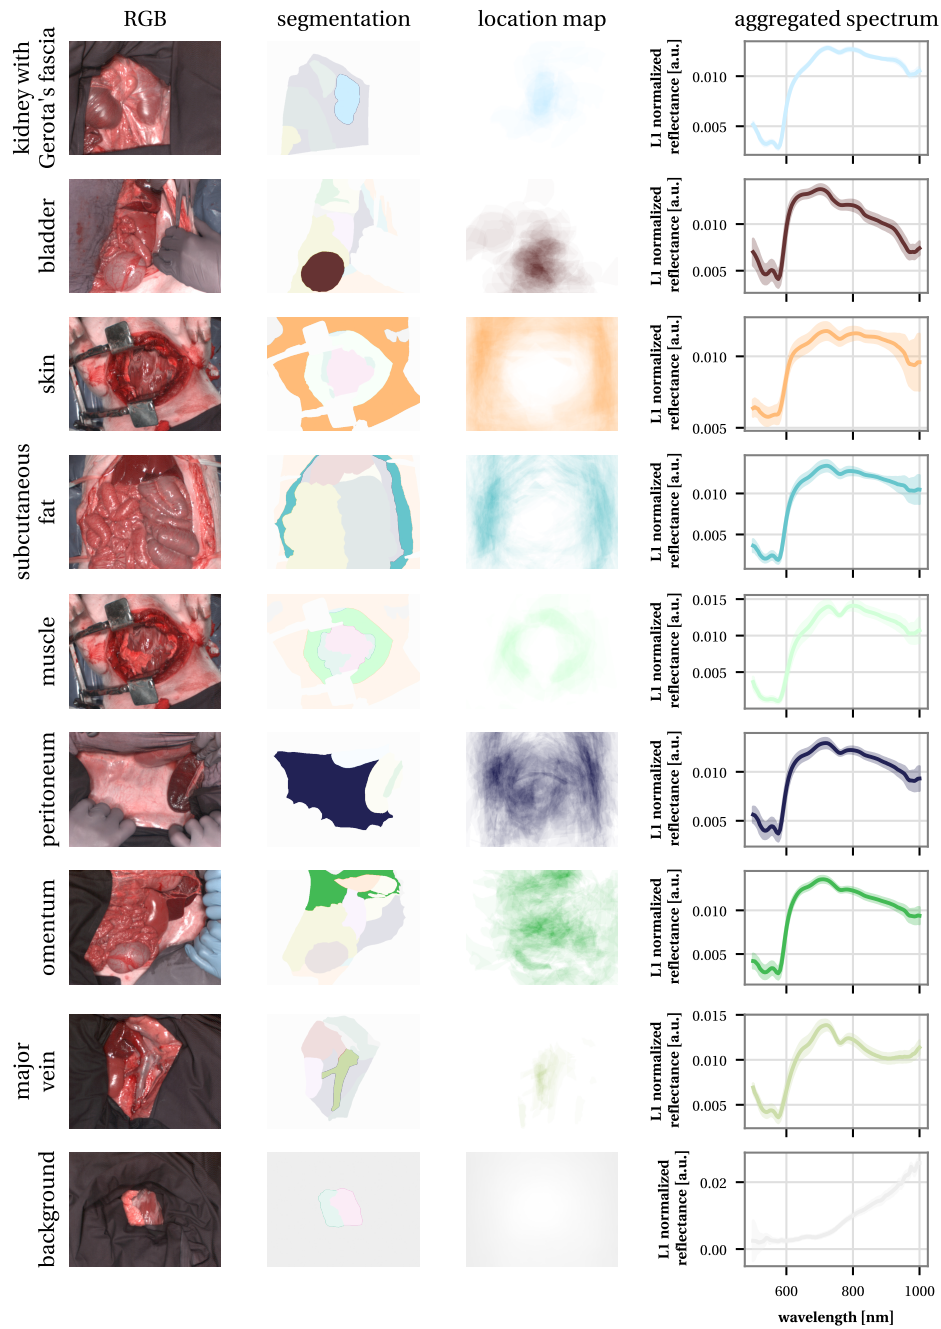 RGB segmentation location map aggregated spectrum
kidney with
Gerota's fascia
L1 normalized
reflectance [a.u.]
0.010
0.005
bladder
L1 normalized
reflectance [a.u.]
0.010
0.005
skin
L1 normalized
reflectance [a.u.]
0.010
0.005
subcutaneous
fat
L1 normalized
reflectance [a.u.]
0.010
0.005
muscle
L1 normalized
reflectance [a.u.]
0.015
0.010
0.005
peritoneum
L1 normalized
reflectance [a.u.]
0.010
0.005
omentum
L1 normalized
reflectance [a.u.]
0.010
0.005
major
vein
L1 normalized
reflectance [a.u.]
0.015
0.010
0.005
background
L1 normalized
reflectance [a.u.]
0.02
0.00
600 800 1000
wavelength [nm]